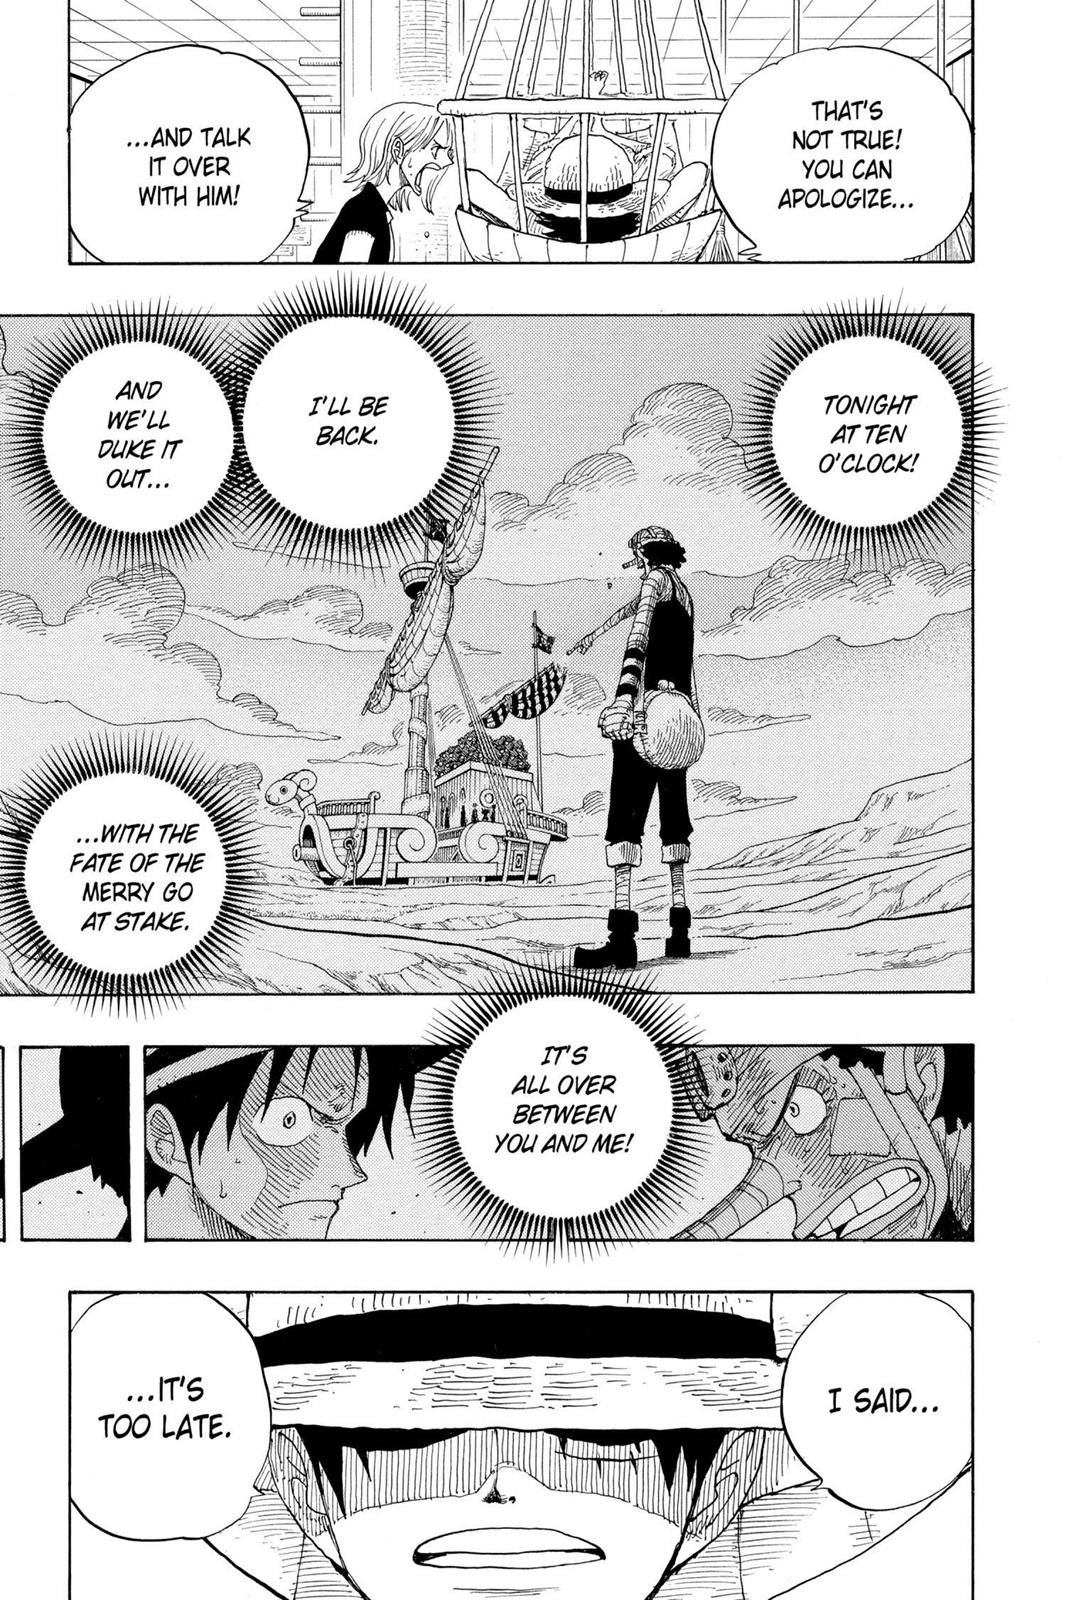 THAT'S
NOT TRUE!
YOU CAN
APOLOGIZE...
...AND TALK
IT OVER
WITH HIM!
TONIGHT
AT TEN
O'CLOCK!
I'LL BE
BACK.
AND
WE'LL
DUKE IT
OUT...
...WITH THE
FATE OF THE
MERRY GO
AT STAKE.
IT'S
ALL OVER
BETWEEN
YOU AND ME!
I SAID...
...IT'S
TOO LATE.